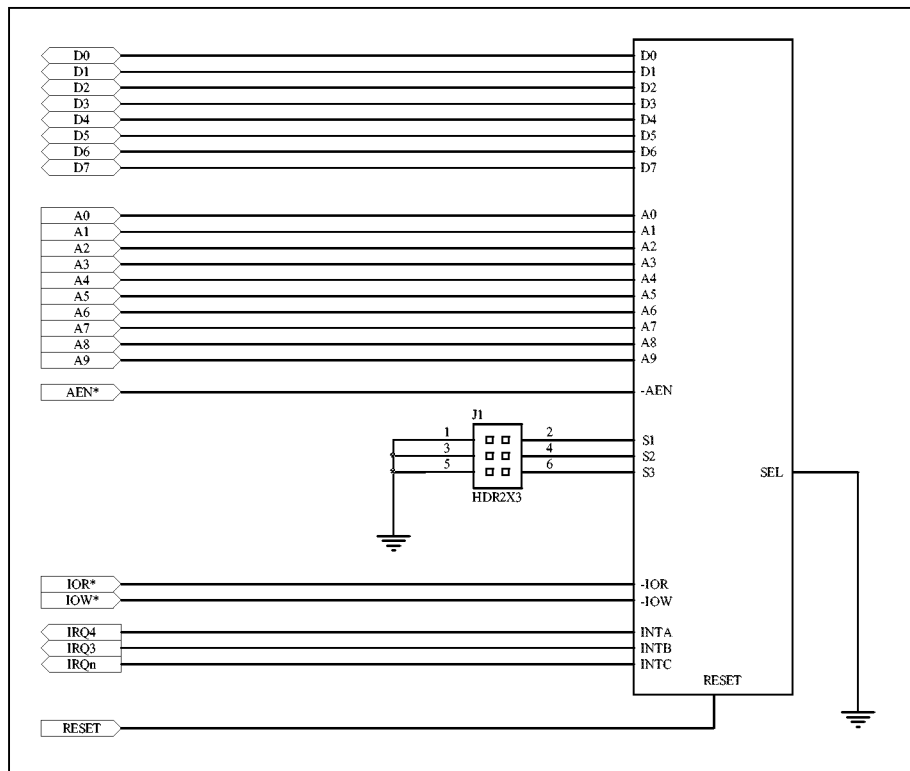 D0 D0
D1 D1
D2 D2
D3 D3
D4 D4
D5 D5
D6 D6
D7 D7
A0 A0
A1 A1
A2 A2
A3 A3
A4 A4
A5 A5
A6 A6
A7 A7
A8 A8
A9 A9
AEN* -AEN
J1
1 2 S1
3 4 S2
5 6 S3 SEL
HDR2X3
IOR* -IOR
IOW* -IOW
IRQ4 INTA
IRQ3 INTB
IRQn INTC
RESET
RESET